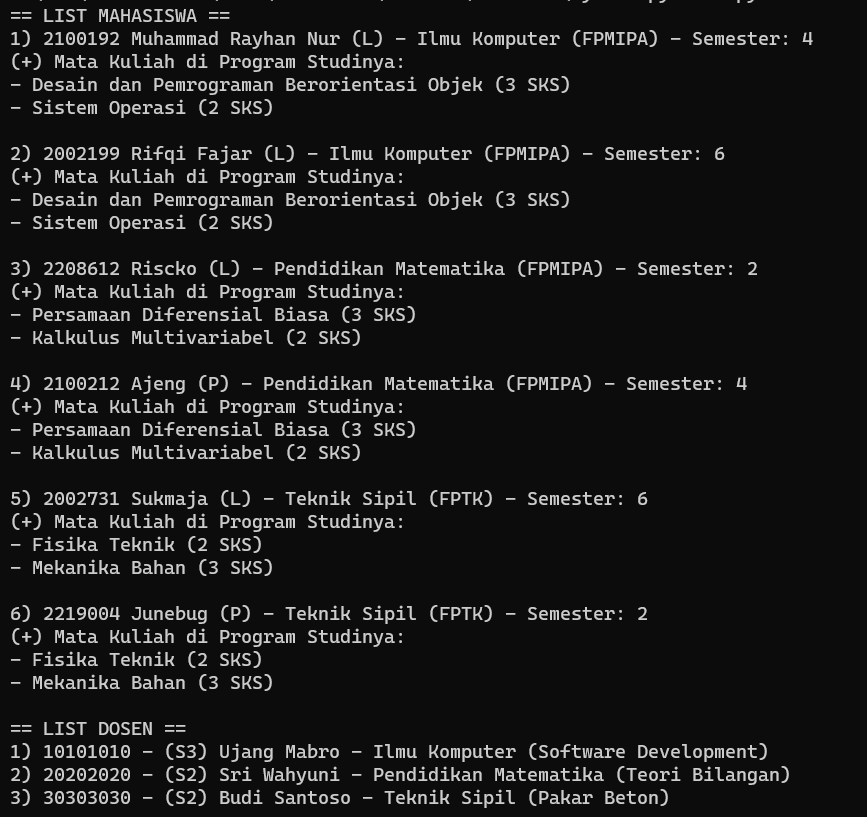 == LIST MAHASISWA ==
1) 2100192 Muhammad Rayhan Nur (L) - Ilmu Komputer (FPMIPA) - Semester: 4
(+) Mata Kuliah di Program Studinya:
- Desain dan Pemrograman Berorientasi Objek (3 SKS)
- Sistem Operasi (2 SKS)

2) 2002199 Rifqi Fajar (L) - Ilmu Komputer (FPMIPA) - Semester: 6
(+) Mata Kuliah di Program Studinya:
- Desain dan Pemrograman Berorientasi Objek (3 SKS)
- Sistem Operasi (2 SKS)

3) 2208612 Riscko (L) - Pendidikan Matematika (FPMIPA) - Semester: 2
(+) Mata Kuliah di Program Studinya:
- Persamaan Diferensial Biasa (3 SKS)
- Kalkulus Multivariabel (2 SKS)

4) 2100212 Ajeng (P) - Pendidikan Matematika (FPMIPA) - Semester: 4
(+) Mata Kuliah di Program Studinya:
- Persamaan Diferensial Biasa (3 SKS)
- Kalkulus Multivariabel (2 SKS)

5) 2002731 Sukmaja (L) - Teknik Sipil (FPTK) - Semester: 6
(+) Mata Kuliah di Program Studinya:
- Fisika Teknik (2 SKS)
- Mekanika Bahan (3 SKS)

6) 2219004 Junebug (P) - Teknik Sipil (FPTK) - Semester: 2
(+) Mata Kuliah di Program Studinya:
- Fisika Teknik (2 SKS)
- Mekanika Bahan (3 SKS)

== LIST DOSEN ==
1) 10101010 - (S3) Ujang Mabro - Ilmu Komputer (Software Development)
2) 20202020 - (S2) Sri Wahyuni - Pendidikan Matematika (Teori Bilangan)
3) 30303030 - (S2) Budi Santoso - Teknik Sipil (Pakar Beton)